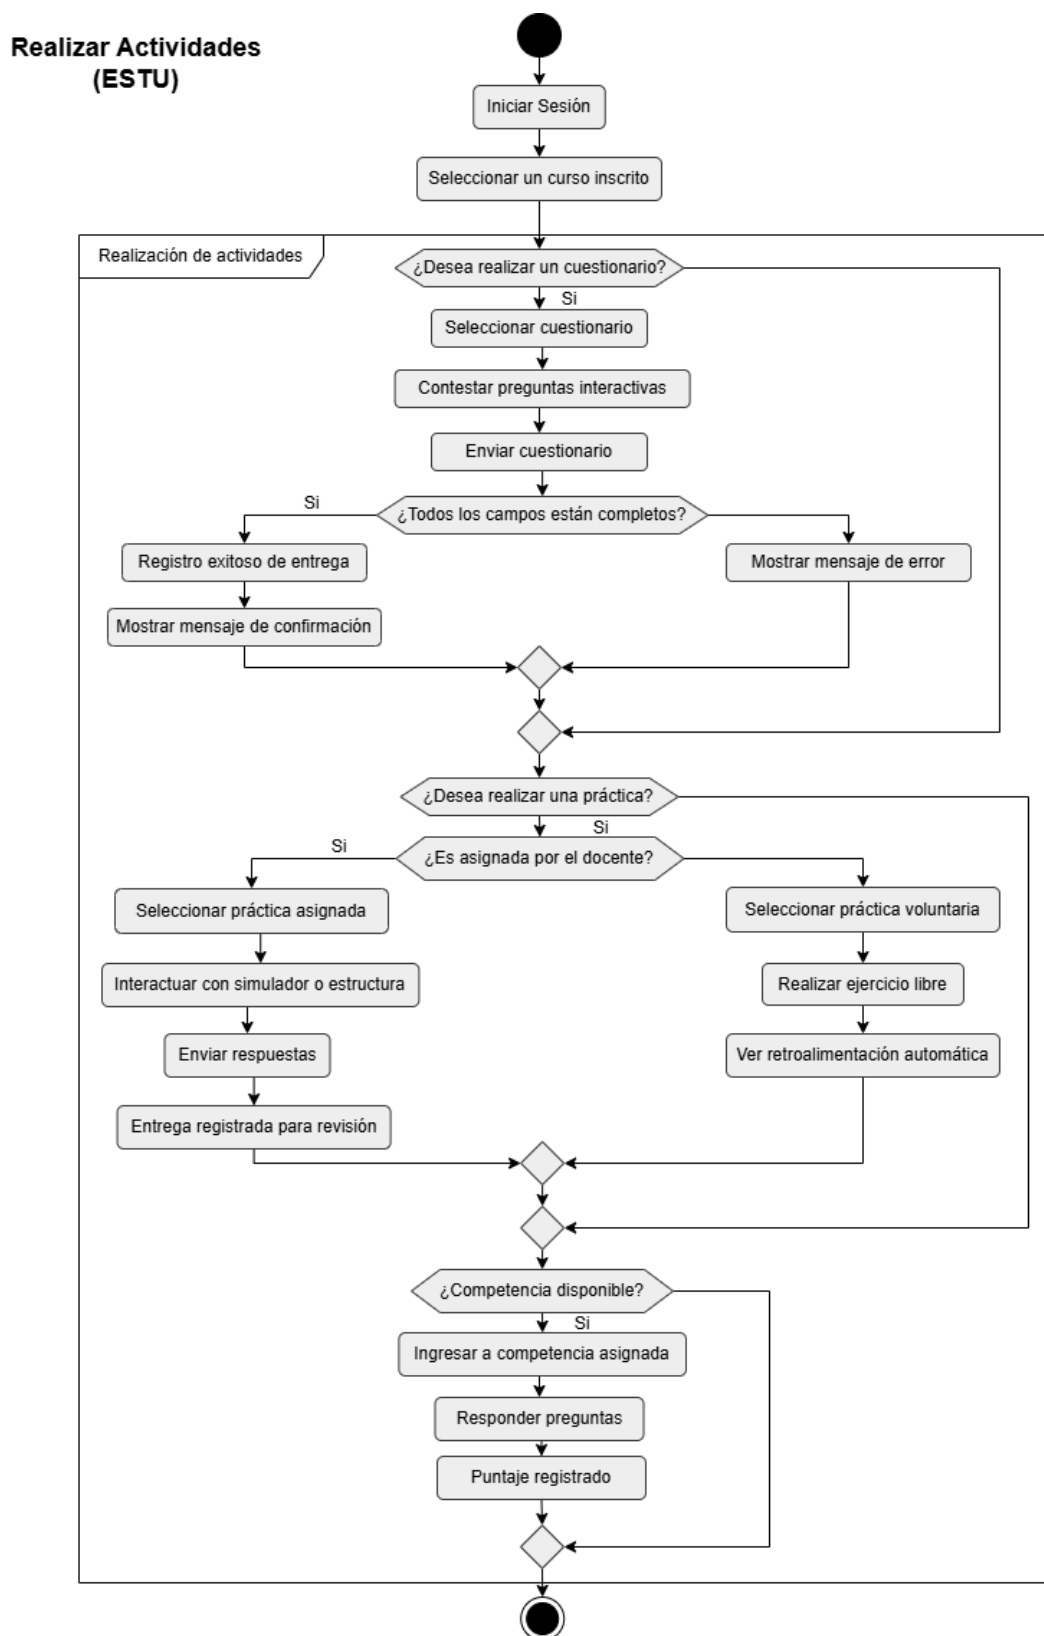 Realizar Actividades
(ESTU)
Iniciar Sesión
Seleccionar un curso inscrito
Realización de actividades
¿Desea realizar un cuestionario?
Si
Seleccionar cuestionario
Contestar preguntas interactivas
Enviar cuestionario
Si
¿Todos los campos están completos?
Registro exitoso de entrega
Mostrar mensaje de error
Mostrar mensaje de confirmación
¿Desea realizar una práctica?
Si
Si
¿Es asignada por el docente?
Seleccionar práctica asignada
Seleccionar práctica voluntaria
Interactuar con simulador o estructura
Realizar ejercicio libre
Enviar respuestas
Ver retroalimentación automática
Entrega registrada para revisión
¿Competencia disponible?
Si
Ingresar a competencia asignada
Responder preguntas
Puntaje registrado